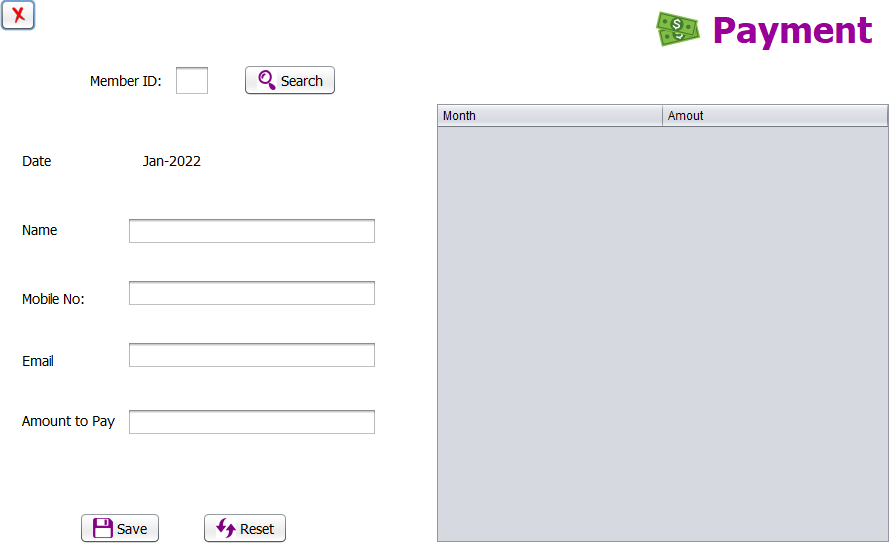 Payment
Member ID:
Search
Month
Amout
Date
Jan-2022
Name
Mobile No:
Email
Amount to Pay
Save
Reset